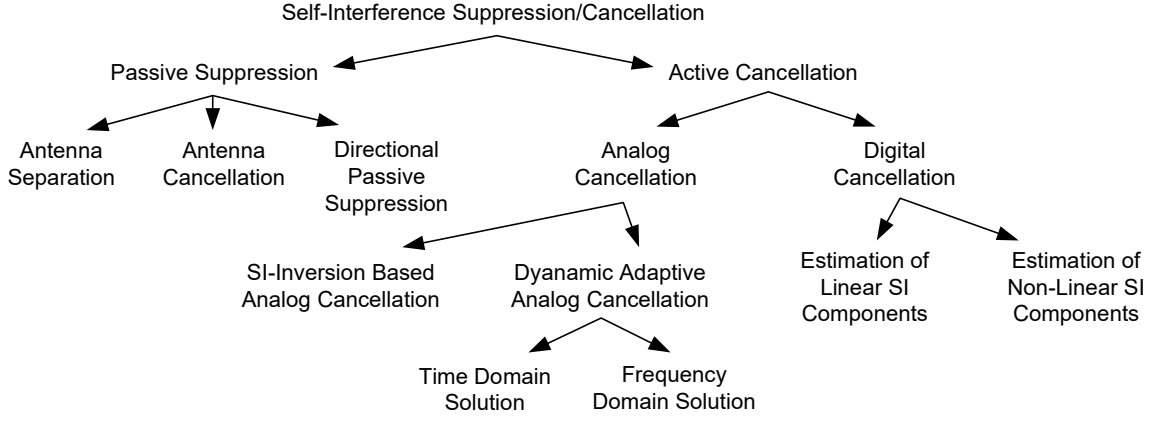 Self-Interference Suppression/Cancellation
Passive Suppression
Active Cancellation
Antenna
Separation
Antenna
Cancellation
Directional
Passive
Suppression
Analog
Cancellation
Digital
Cancellation
SI-Inversion Based
Analog Cancellation
Dyanamic Adaptive
Analog Cancellation
Estimation of
Linear SI
Components
Estimation of
Non-Linear SI
Components
Time Domain
Solution
Frequency
Domain Solution